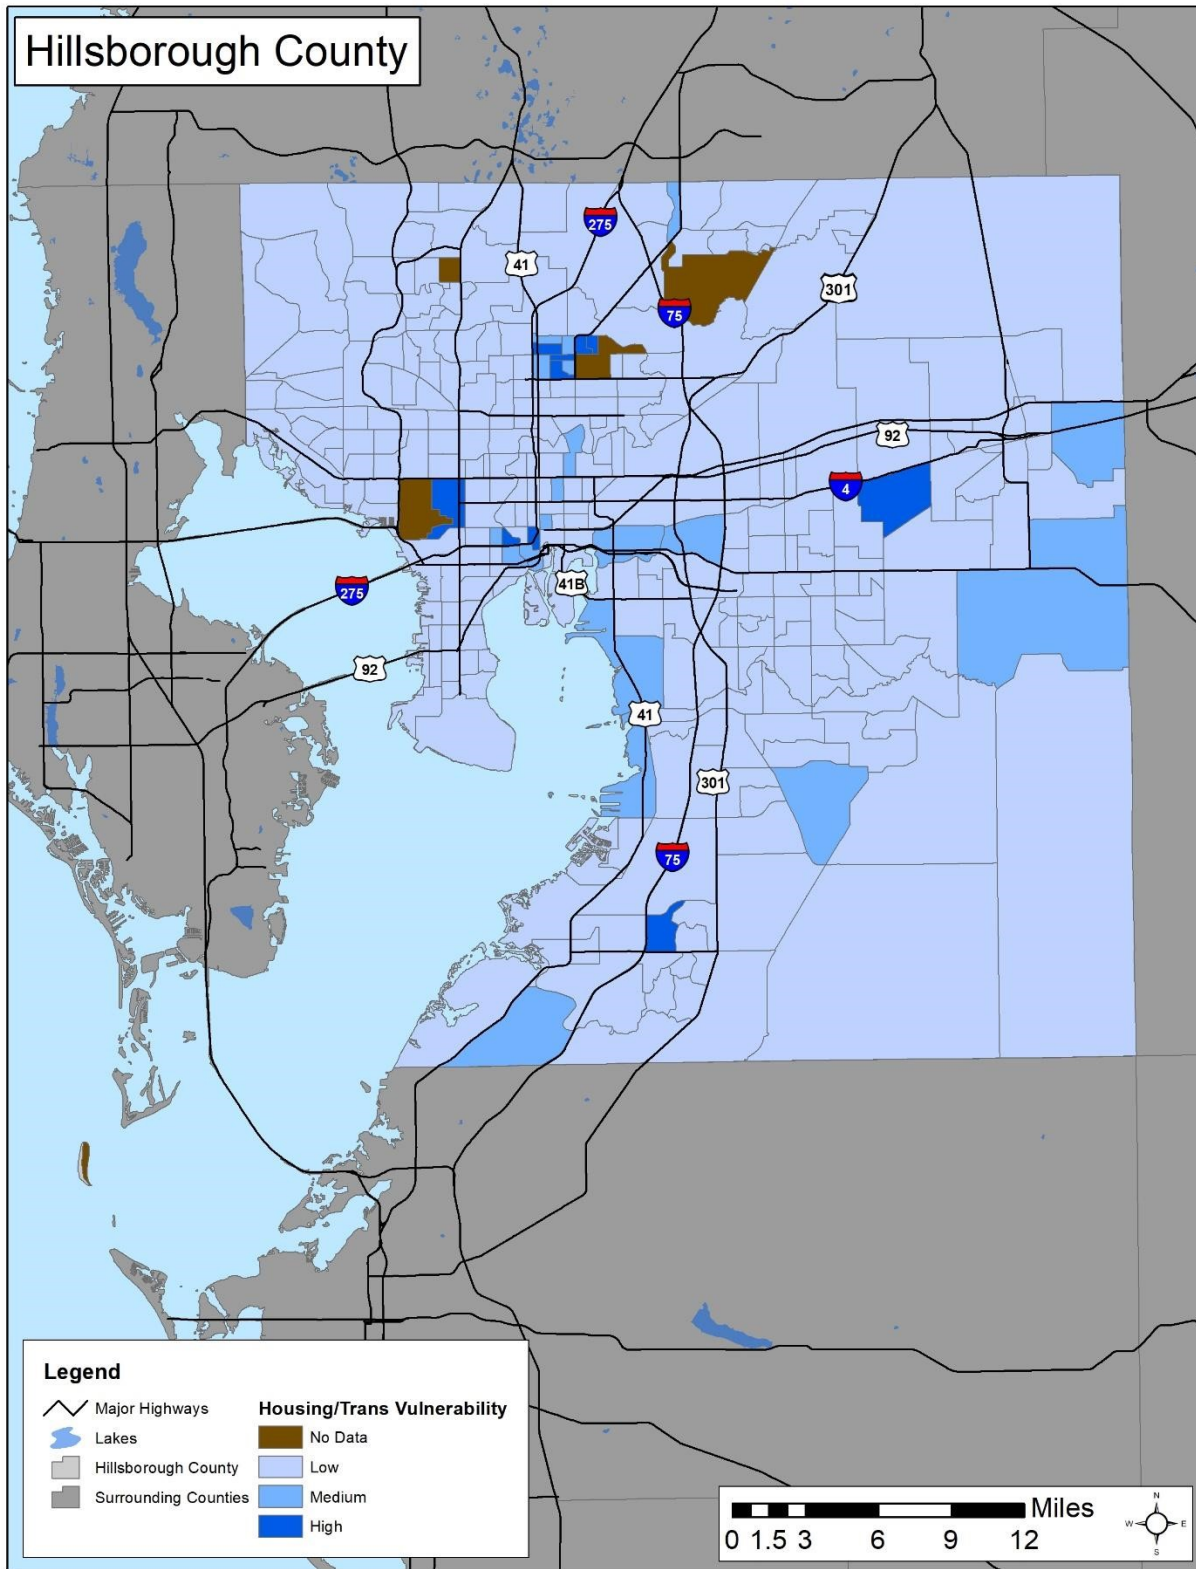 Hillsborough County
275
41
301
75
92
4
41B
275
92
41
301
75
Legend
Major Highways
Lakes
Hillsborough County
Surrounding Counties
Housing/Trans Vulnerability
No Data
Low
Medium
High
Miles
0 1.5 3 6 9 12
N
W E
S